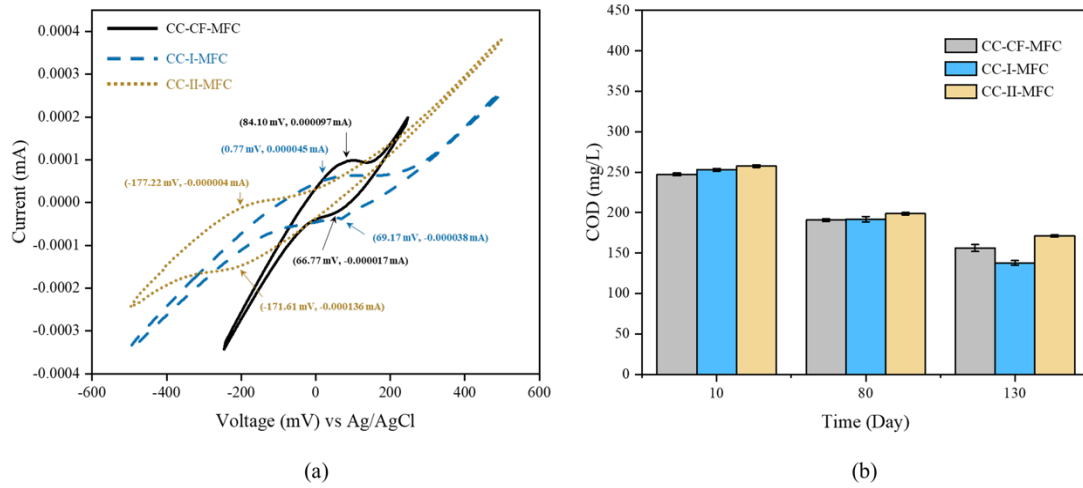 0.0004
0.0003
0.0002
0.0001
0.0000
-0.0001
-0.0002
-0.0003
-0.0004
Current (mA)
CC-CF-MFC
CC-I-MFC
CC-II-MFC
(84.10 mV, 0.000097 mA)
(0.77 mV, 0.000045 mA)
(-177.22 mV, -0.000004 mA)
(69.17 mV, -0.000038 mA)
(66.77 mV, -0.000017 mA)
(-171.61 mV, -0.000136 mA)
-600 -400 -200 0 200 400 600
Voltage (mV) vs Ag/AgCl
(a)
450
400
350
300
250
200
150
100
50
0
COD (mg/L)
CC-CF-MFC
CC-I-MFC
CC-II-MFC
10 80 130
Time (Day)
(b)